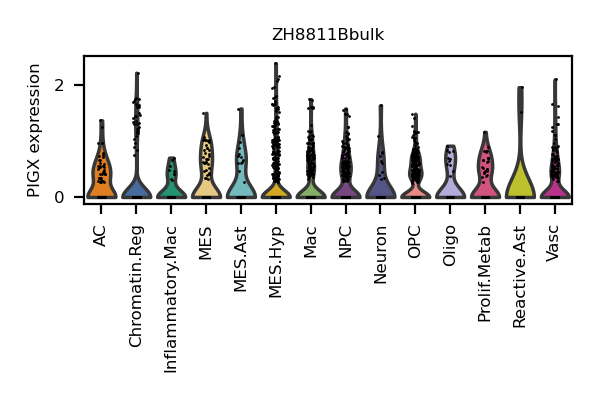 ZH8811Bbulk
PIGX expression
2
0
AC
Chromatin.Reg
Inflammatory.Mac
MES
MES.Ast
MES.Hyp
Mac
NPC
Neuron
OPC
Oligo
Prolif.Metab
Reactive.Ast
Vasc